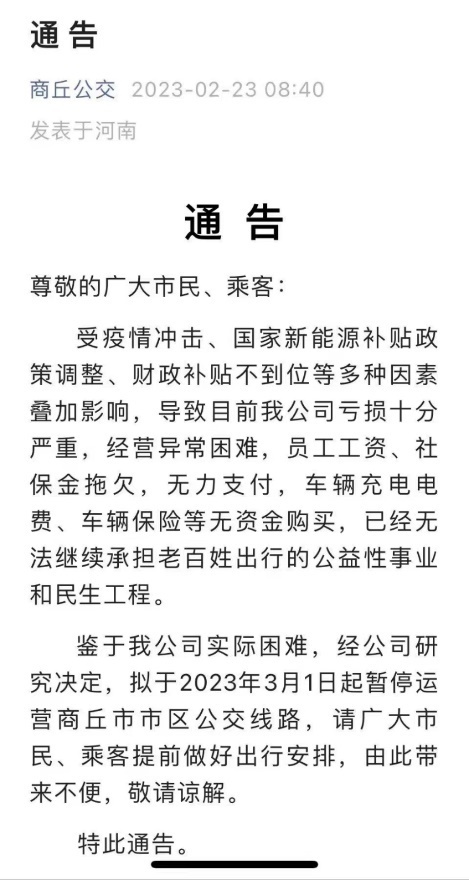 通告
商丘公交 2023-02-23 08:40
发表于河南
通 告
尊敬的广大市民、乘客：
受疫情冲击、国家新能源补贴政
策调整、财政补贴不到位等多种因素
叠加影响，导致目前我公司亏损十分
严重，经营异常困难，员工工资、社
保金拖欠，无力支付，车辆充电电
费、车辆保险等无资金购买，已经无
法继续承担老百姓出行的公益性事业
和民生工程。
鉴于我公司实际困难，经公司研
究决定，拟于2023年3月1日起暂停运
营商丘市市区公交线路，请广大市
民、乘客提前做好出行安排，由此带
来不便，敬请谅解。
特此通告。